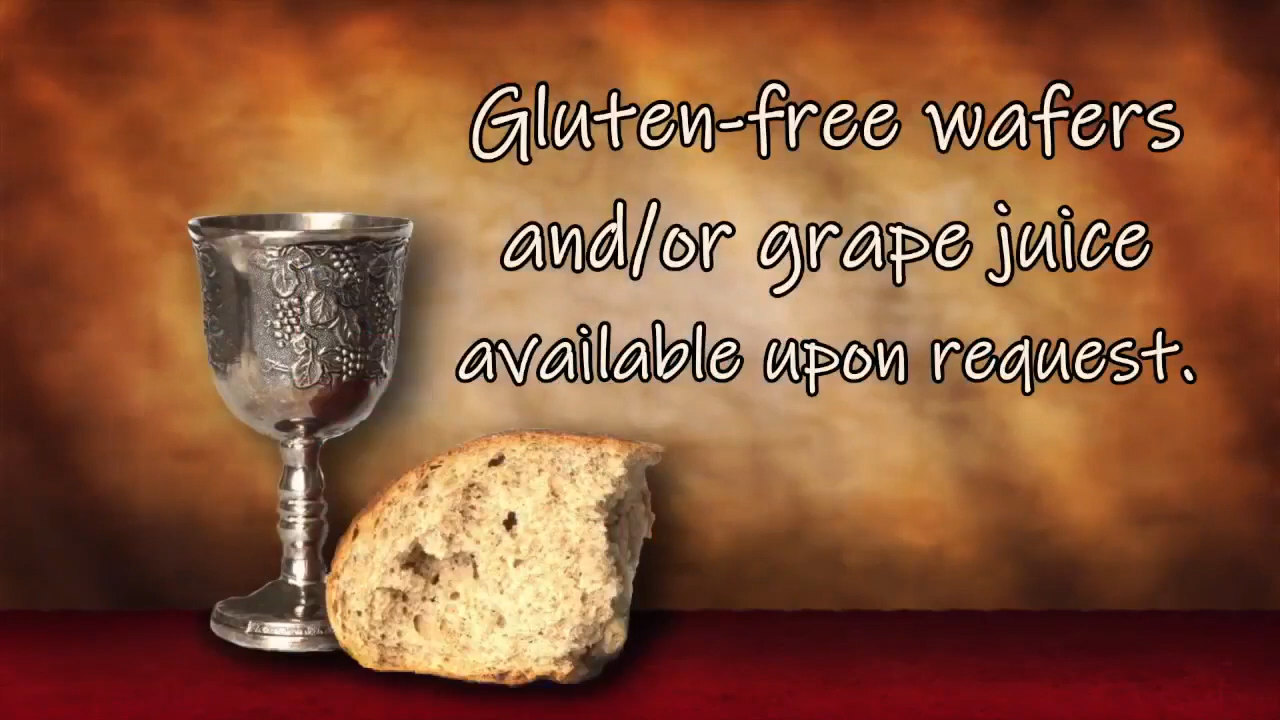 Gluten-free wafers
and/or grape juice
available upon request.